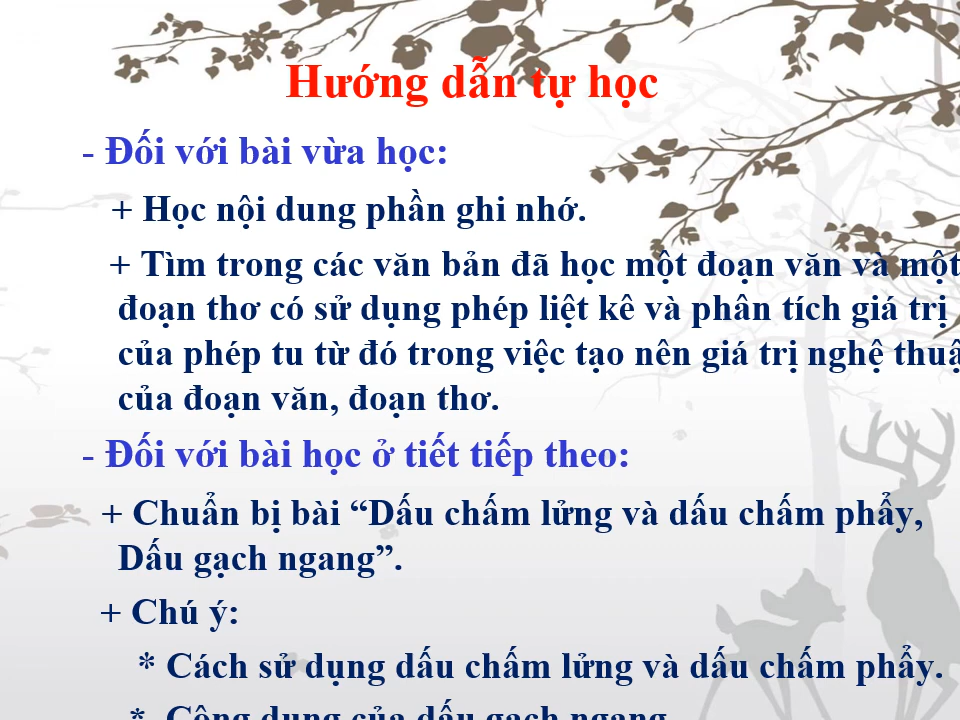 Hướng dẫn tự học
- Đối với bài vừa học:
+ Học nội dung phần ghi nhớ.
+ Tìm trong các văn bản đã học một đoạn văn và một
đoạn thơ có sử dụng phép liệt kê và phân tích giá trị
của phép tu từ đó trong việc tạo nên giá trị nghệ thuậ
của đoạn văn, đoạn thơ.
- Đối với bài học ở tiết tiếp theo:
+ Chuẩn bị bài “Dấu chấm lửng và dấu chấm phẩy,
Dấu gạch ngang”.
+ Chú ý:
* Cách sử dụng dấu chấm lửng và dấu chấm phẩy.
* Công dụng của dấu gạch ngang